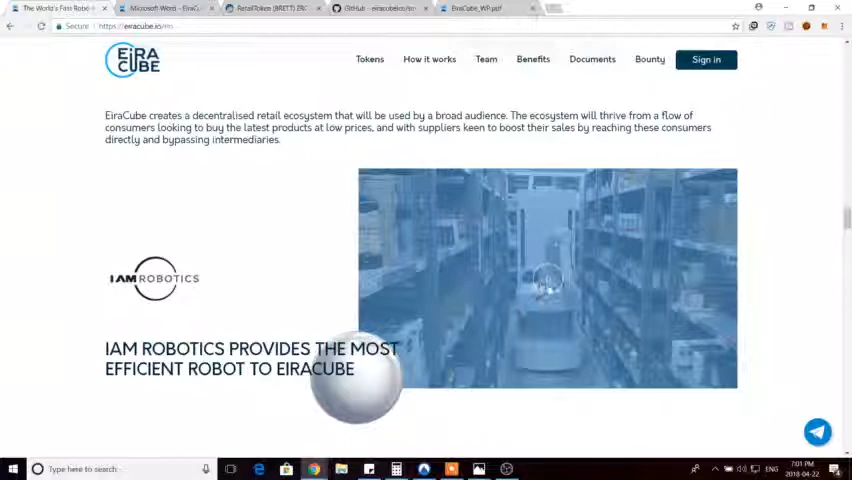 The World's First Robo
Microsoft Word - EiraCu
RetailToken (BRETT) ERC
GitHub - eiracube
EiraCube_WP.pdf
Secure
https://eiracube.io/en
EiRA
CUBE
Tokens
How it works
Team
Benefits
Documents
Bounty
Sign in
EiraCube creates a decentralised retail ecosystem that will be used by a broad audience. The ecosystem will thrive from a flow of
consumers looking to buy the latest products at low prices, and with suppliers keen to boost their sales by reaching these consumers
directly and bypassing intermediaries.
IAM ROBOTICS
IAM ROBOTICS PROVIDES THE MOST
EFFICIENT ROBOT TO EIRACUBE
Type here to search
ENG
7:01 PM
2018-04-22